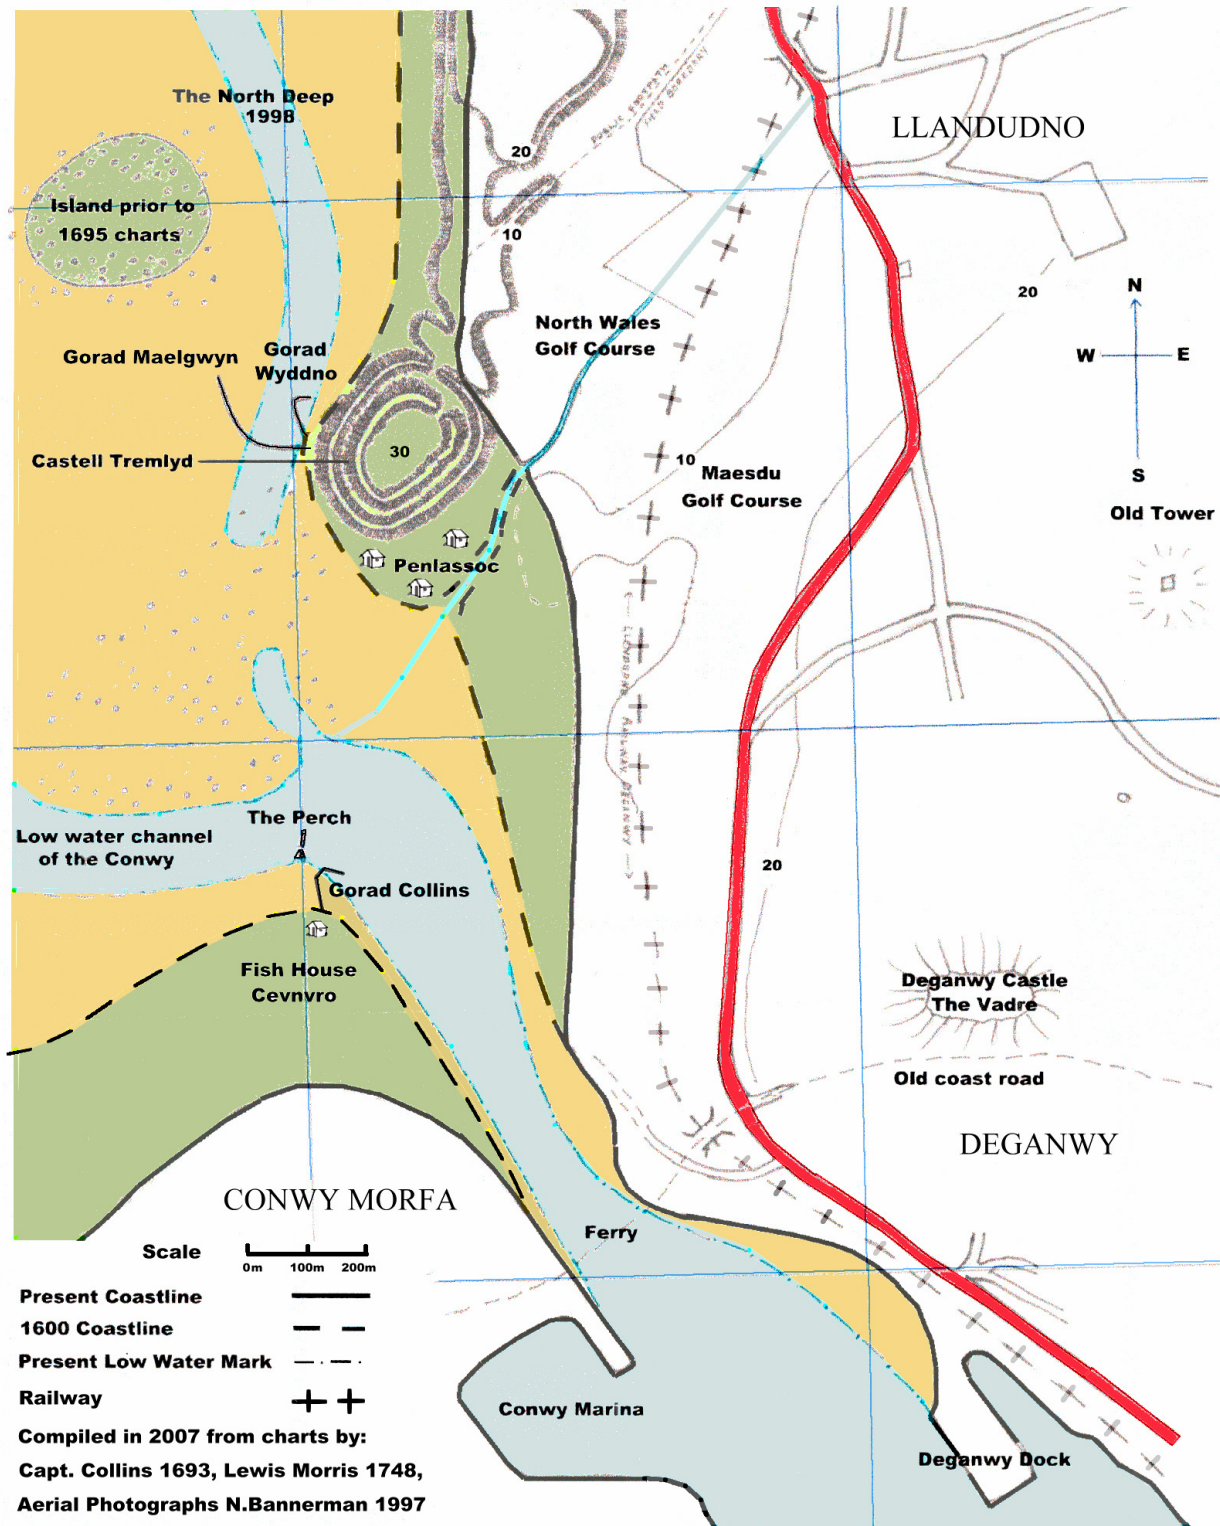 The North Deep
1998
LLANDUDNO
PUBLIC FOOTPATH
20
Island prior to
1695 charts
10
20
N
W E
S
North Wales
Golf Course
Gorad Maelgwyn
Gorad
Wyddno
30
Castell Tremlyd
10
Maesdu
Golf Course
Old Tower
Penlassoc
The Perch
Low water channel
of the Conwy
20
Gorad Collins
Fish House
Cevnvro
Deganwy Castle
The Vadre
Old coast road
DEGANWY
CONWY MORFA
Ferry
Scale
0m 100m 200m
Present Coastline
1600 Coastline
Present Low Water Mark
Railway
Conwy Marina
Deganwy Dock
Compiled in 2007 from charts by:
Capt. Collins 1693, Lewis Morris 1748,
Aerial Photographs N.Bannerman 1997